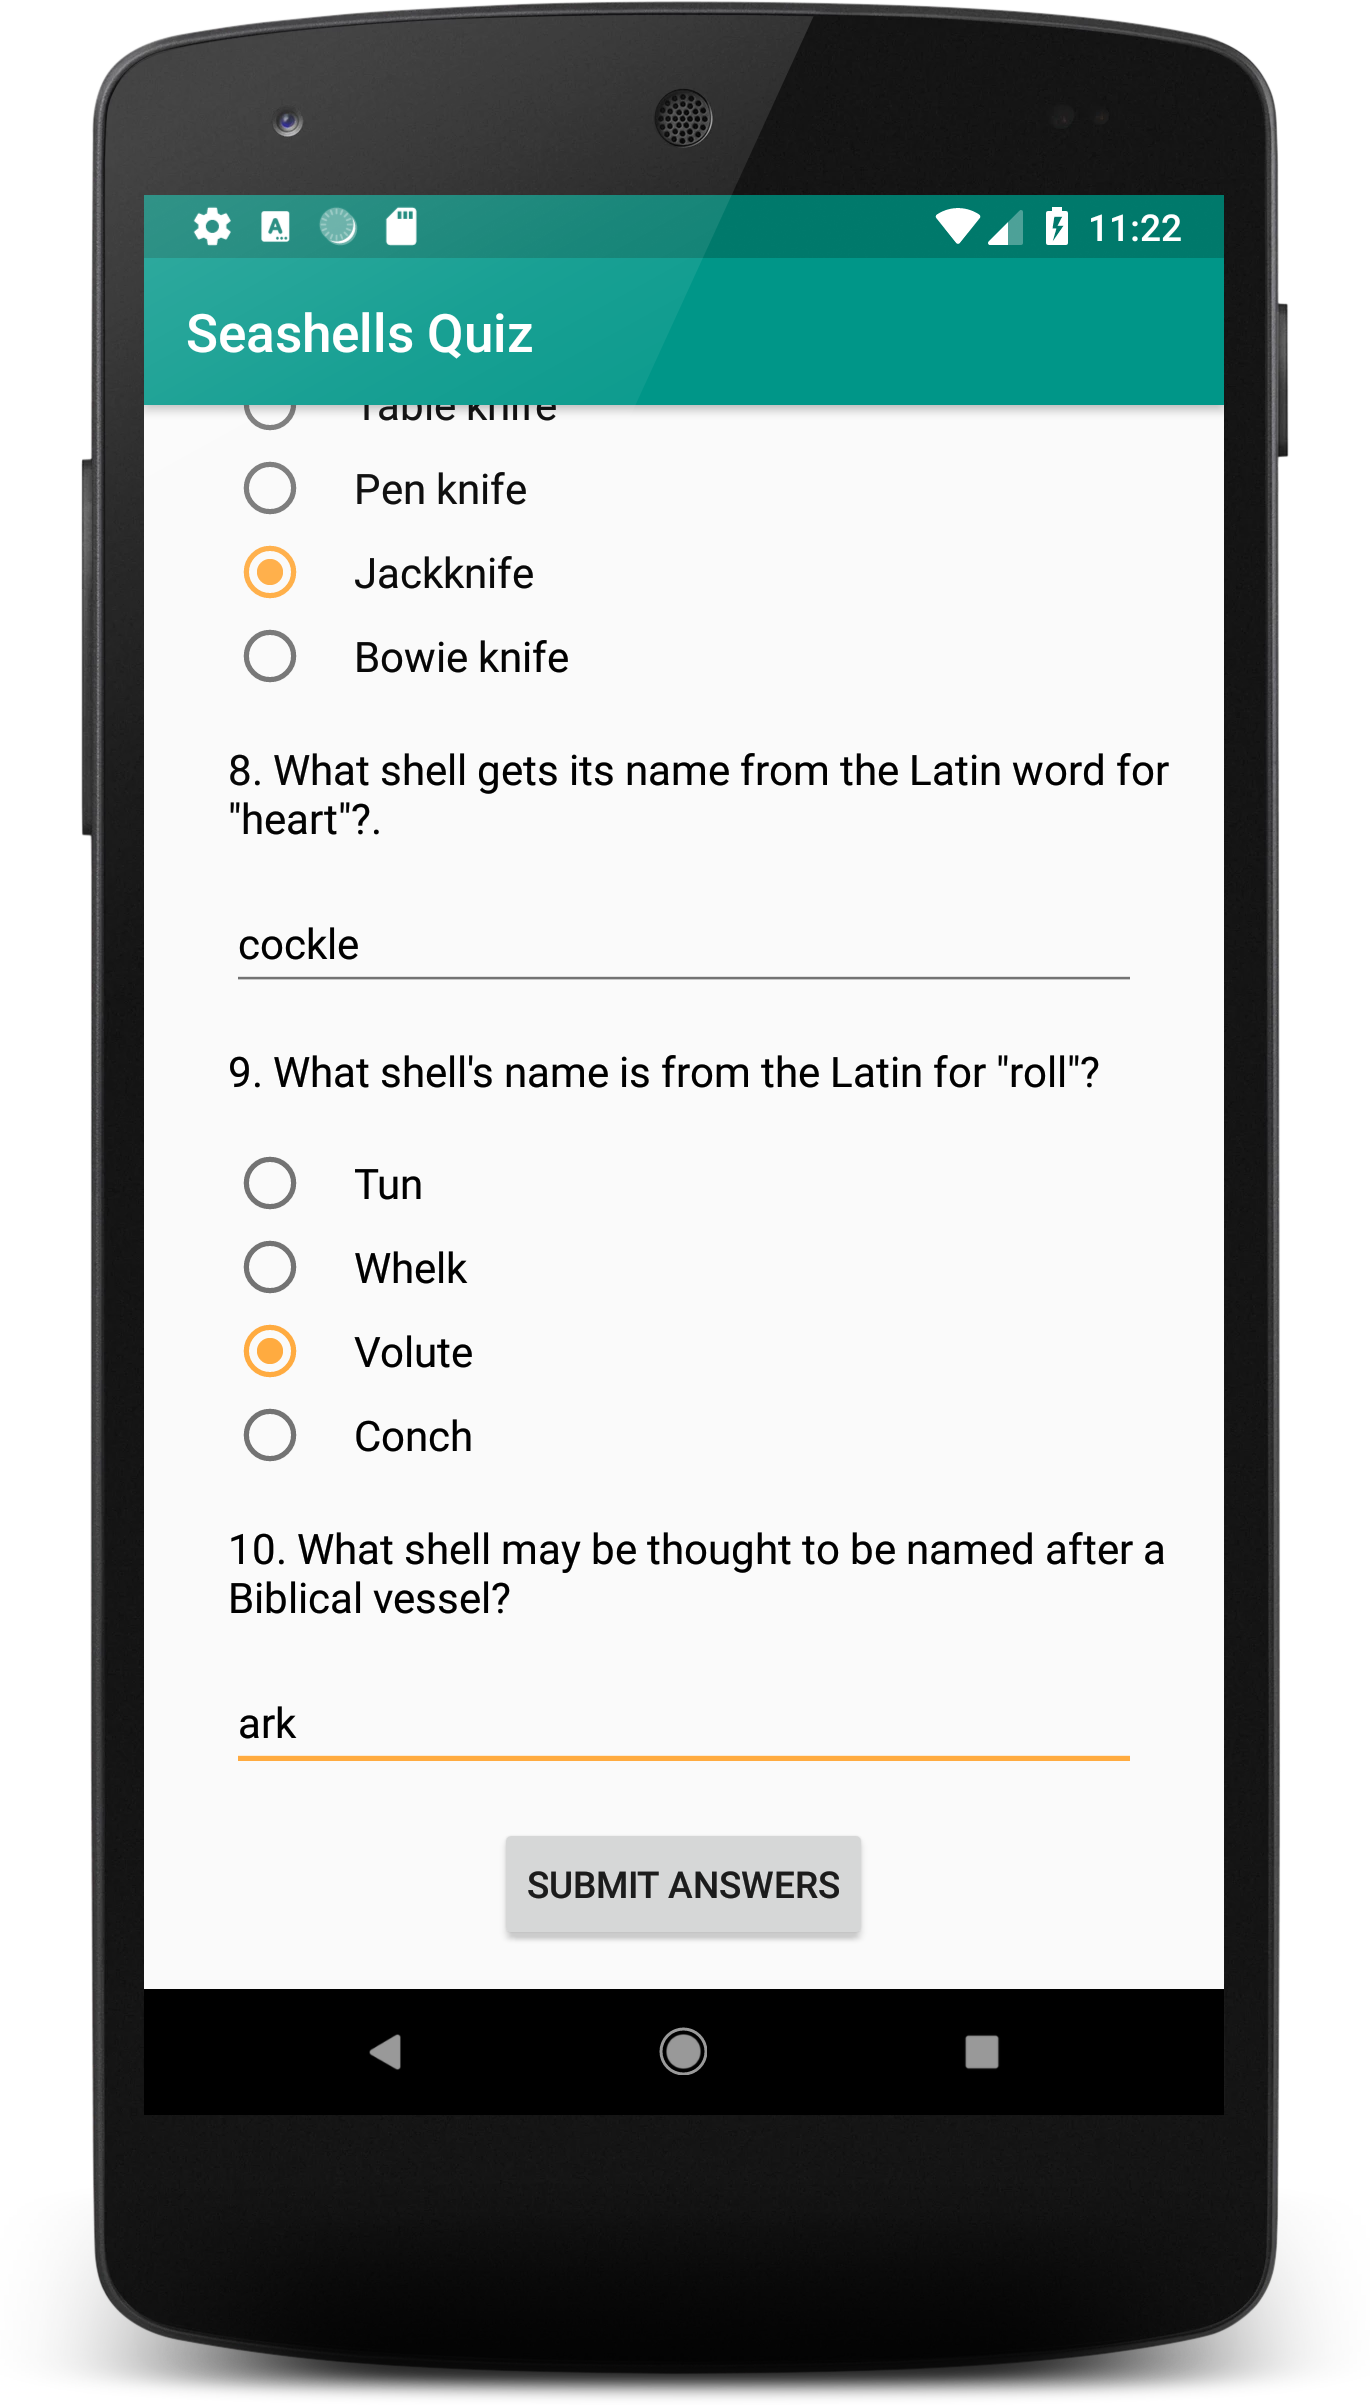 11:22
Seashells Quiz
Table knife
Pen knife
Jackknife
Bowie knife
8. What shell gets its name from the Latin word for
"heart"?.
cockle
9. What shell's name is from the Latin for "roll"?
Tun
Whelk
Volute
Conch
10. What shell may be thought to be named after a
Biblical vessel?
ark
SUBMIT ANSWERS